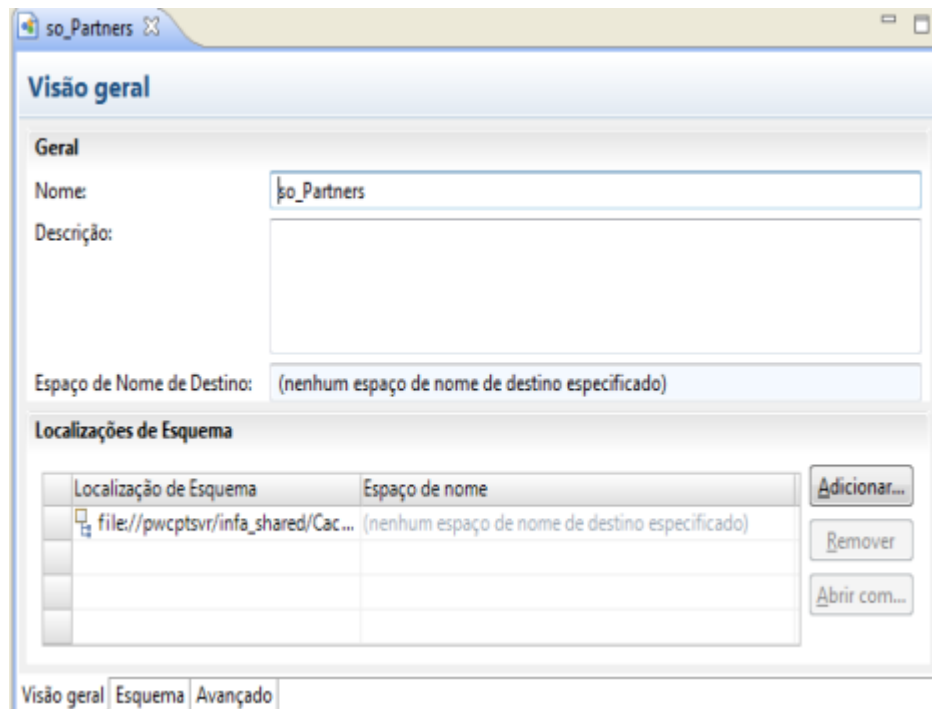 so_Partners
Visão geral
Geral
Nome: so_Partners
Descrição:
Espaço de Nome de Destino: (nenhum espaço de nome de destino especificado)
Localizações de Esquema
Localização de Esquema Espaço de nome Adicionar...
file://pwcptsvr/infa_shared/Cac... (nenhum espaço de nome de destino especificado)
Remover
Abrir com...
Visão geral Esquema Avançado